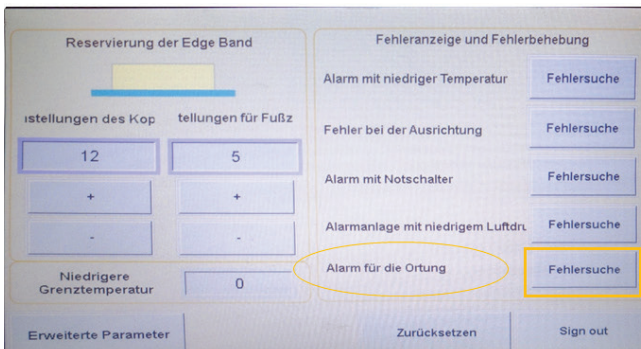 Reservierung der Edge Band
ıstellungen des Kop
tellungen für Fußz
12
5
+
+
-
-
Niedrigere
Grenztemperatur
0
Erweiterte Parameter
Fehleranzeige und Fehlerbehebung
Alarm mit niedriger Temperatur
Fehlersuche
Fehler bei der Ausrichtung
Fehlersuche
Alarm mit Notschalter
Fehlersuche
Alarmanlage mit niedrigem Luftdru
Fehlersuche
Alarm für die Ortung
Fehlersuche
Zurücksetzen
Sign out